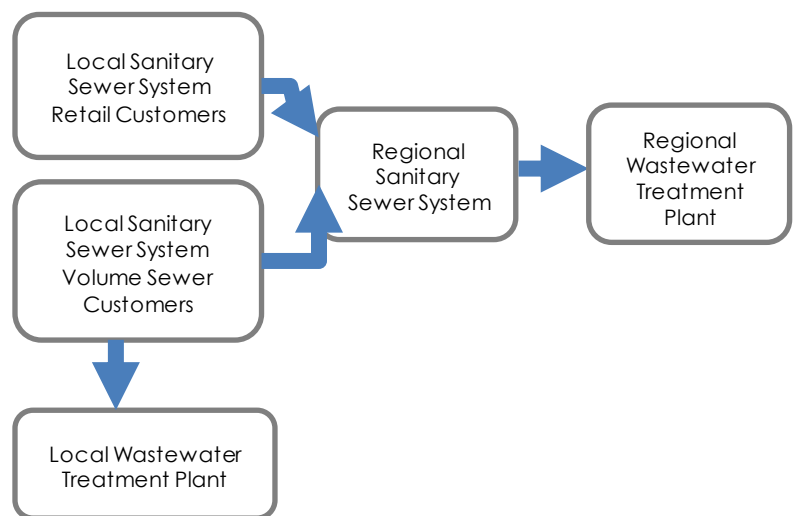 Local Sanitary
Sewer System
Retail Customers
Local Sanitary
Sewer System
Volume Sewer
Customers
Regional
Sanitary
Sewer System
Regional
Wastewater
Treatment
Plant
Local Wastewater
Treatment Plant